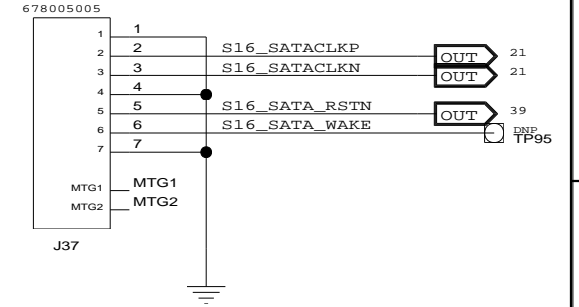 678005005
1 1
2 2 S16_SATACLKP OUT 21
3 3 S16_SATACLKN OUT 21
4 4
5 5 S16_SATA_RSTN OUT 39
6 6 S16_SATA_WAKE DNP
TP95
7 7
MTG1 MTG1
MTG2 MTG2
J37